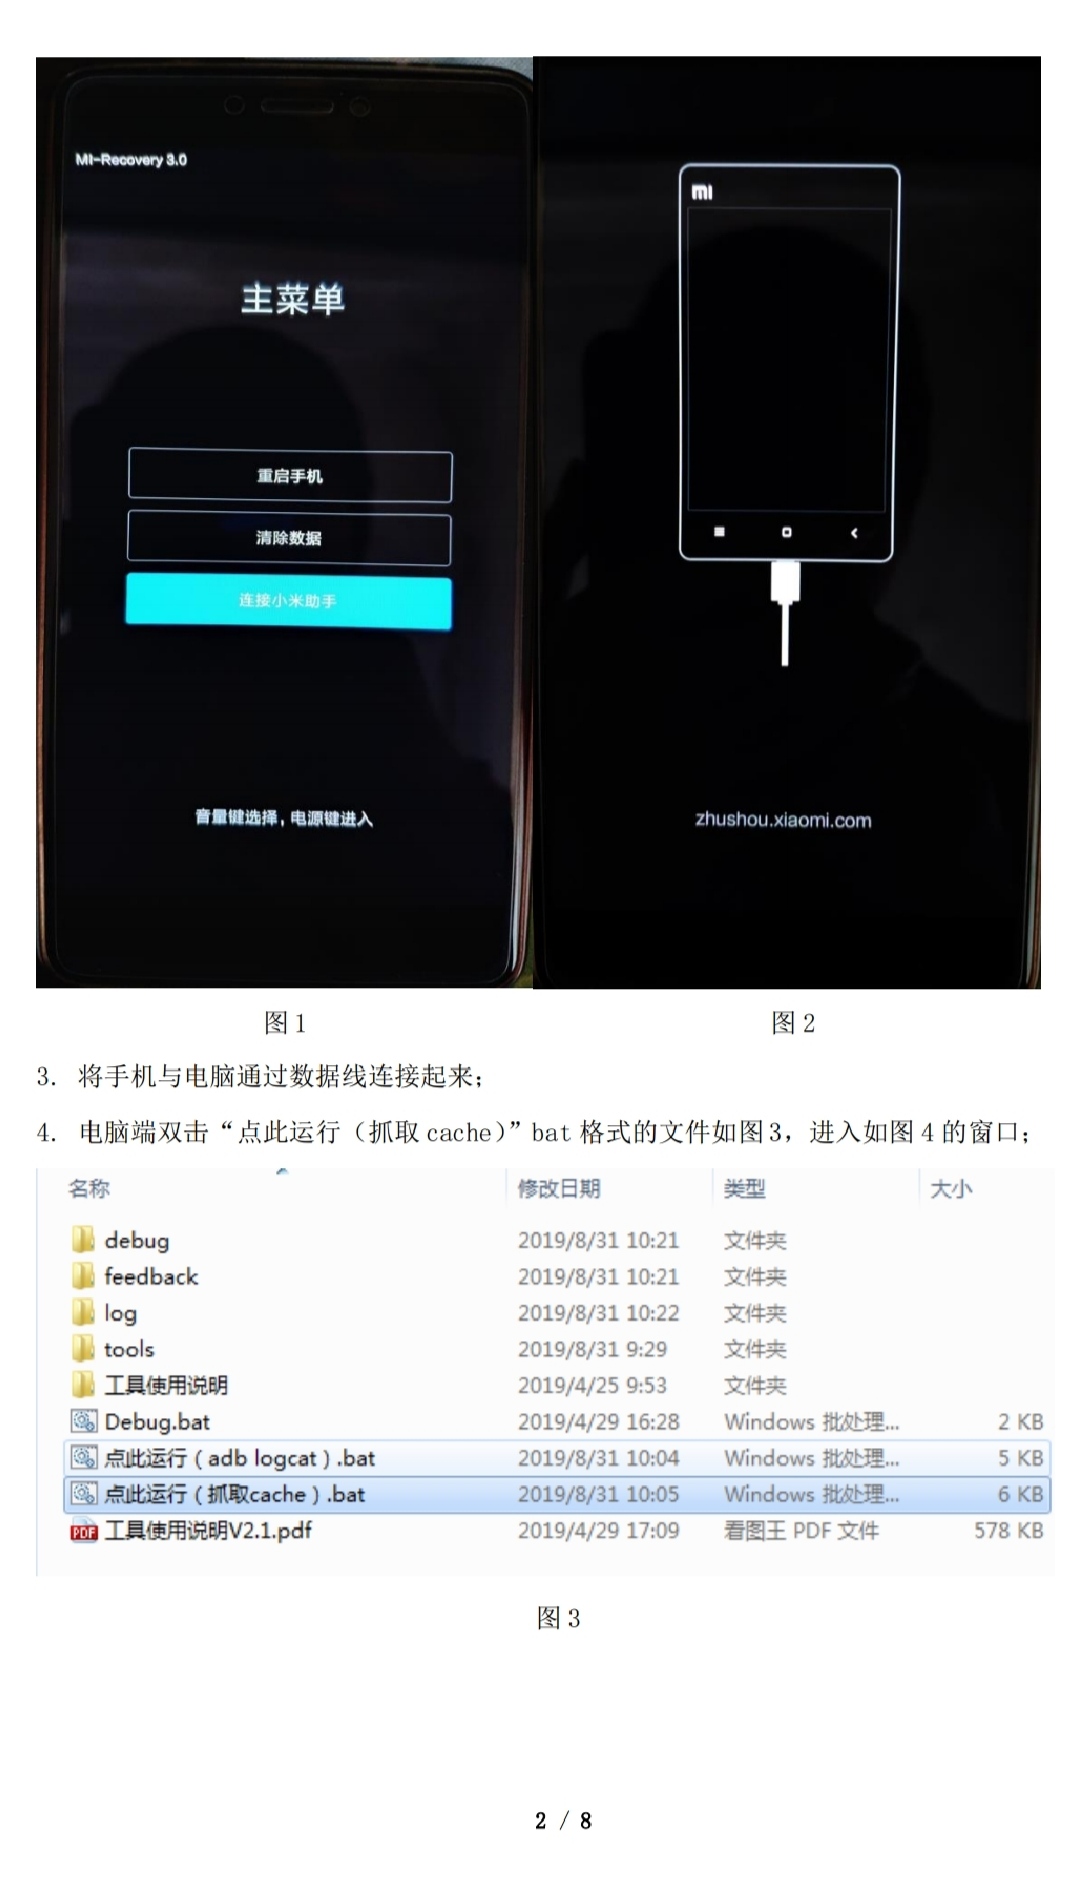 MI-Recovery 3.0
主菜单
重启手机
清除数据
连接小米助手
音量键选择，电源键进入
mi
zhushou.xiaomi.com
图 1
图 2
3. 将手机与电脑通过数据线连接起来；
4. 电脑端双击“点此运行（抓取 cache）”bat 格式的文件如图 3，进入如图 4 的窗口；
名称 修改日期 类型 大小
debug 2019/8/31 10:21 文件夹
feedback 2019/8/31 10:21 文件夹
log 2019/8/31 10:22 文件夹
tools 2019/8/31 9:29 文件夹
工具使用说明 2019/4/25 9:53 文件夹
Debug.bat 2019/4/29 16:28 Windows 批处理... 2 KB
点此运行（adb logcat）.bat 2019/8/31 10:04 Windows 批处理... 5 KB
点此运行（抓取cache）.bat 2019/8/31 10:05 Windows 批处理... 6 KB
PDF 工具使用说明V2.1.pdf 2019/4/29 17:09 看图王 PDF 文件 578 KB
图 3
2 / 8